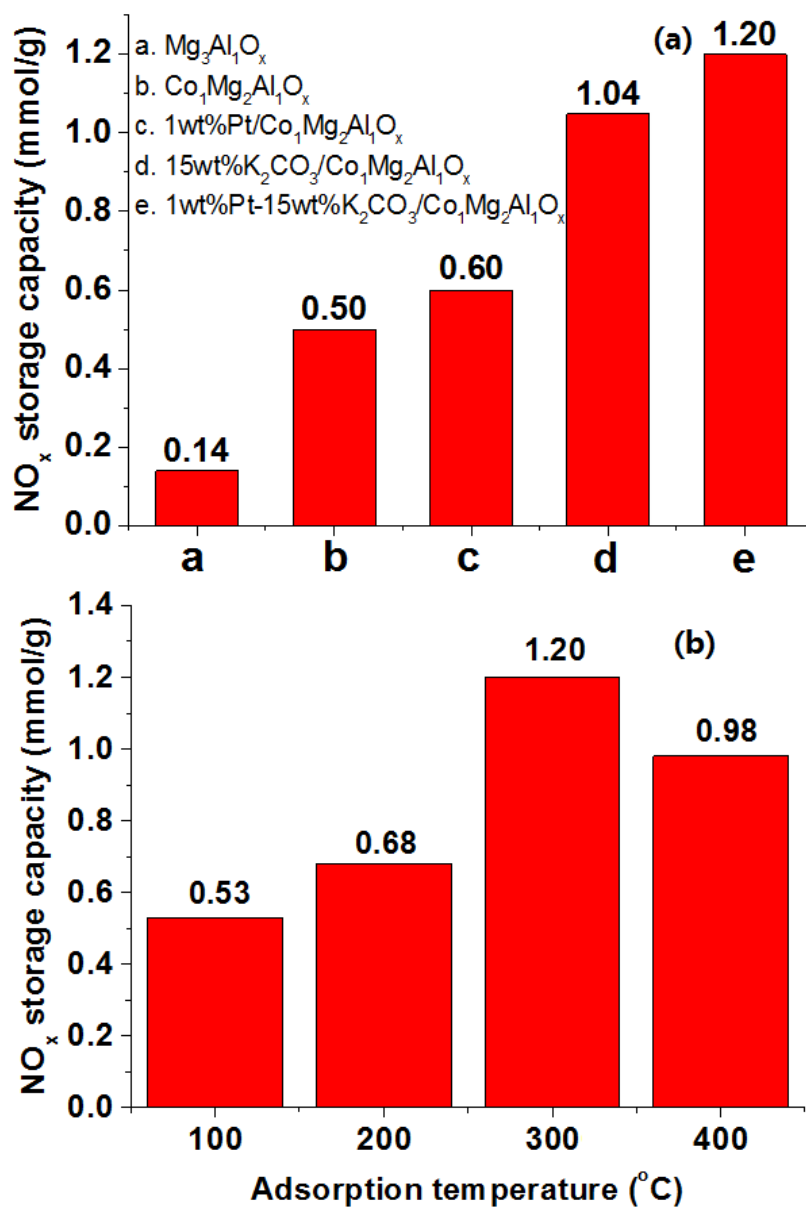 NOx storage capacity (mmol/g)
1.2
1.0
0.8
0.6
0.4
0.2
0.0
(a)
a. Mg3Al1Ox
b. Co1Mg2Al1Ox
c. 1wt%Pt/Co1Mg2Al1Ox
d. 15wt%K2CO3/Co1Mg2Al1Ox
e. 1wt%Pt-15wt%K2CO3/Co1Mg2Al1Ox
0.14
0.50
0.60
1.04
1.20
a b c d e
NOx storage capacity (mmol/g)
1.4
1.2
1.0
0.8
0.6
0.4
0.2
0.0
(b)
0.53
0.68
1.20
0.98
100 200 300 400
Adsorption temperature (°C)